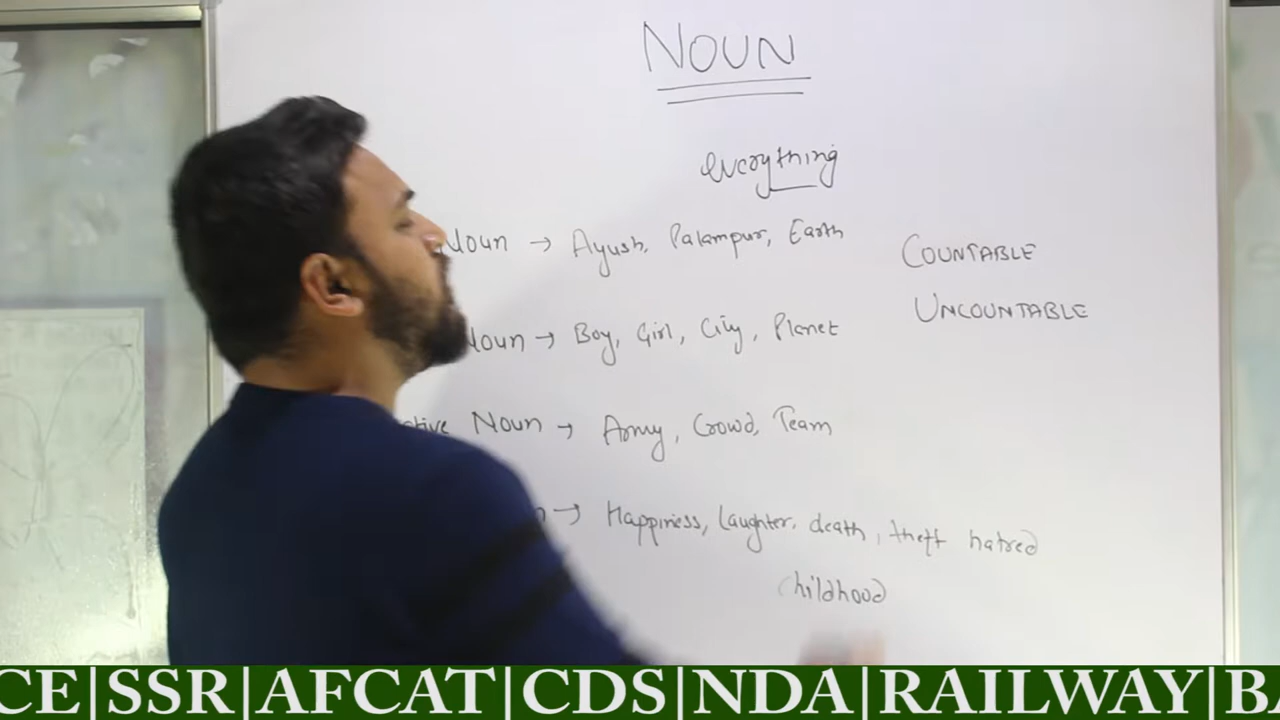 NOUN
everything
Noun → Ayush, Palampur, Earth
COUNTABLE
UNCOUNTABLE
Noun → Boy, Girl, City, Planet
ctive Noun → Army, Crowd, Team
n → Happiness, Laughter, death, theft hatred
Childhood
CE|SSR|AFCAT|CDS|NDA|RAILWAY|BA